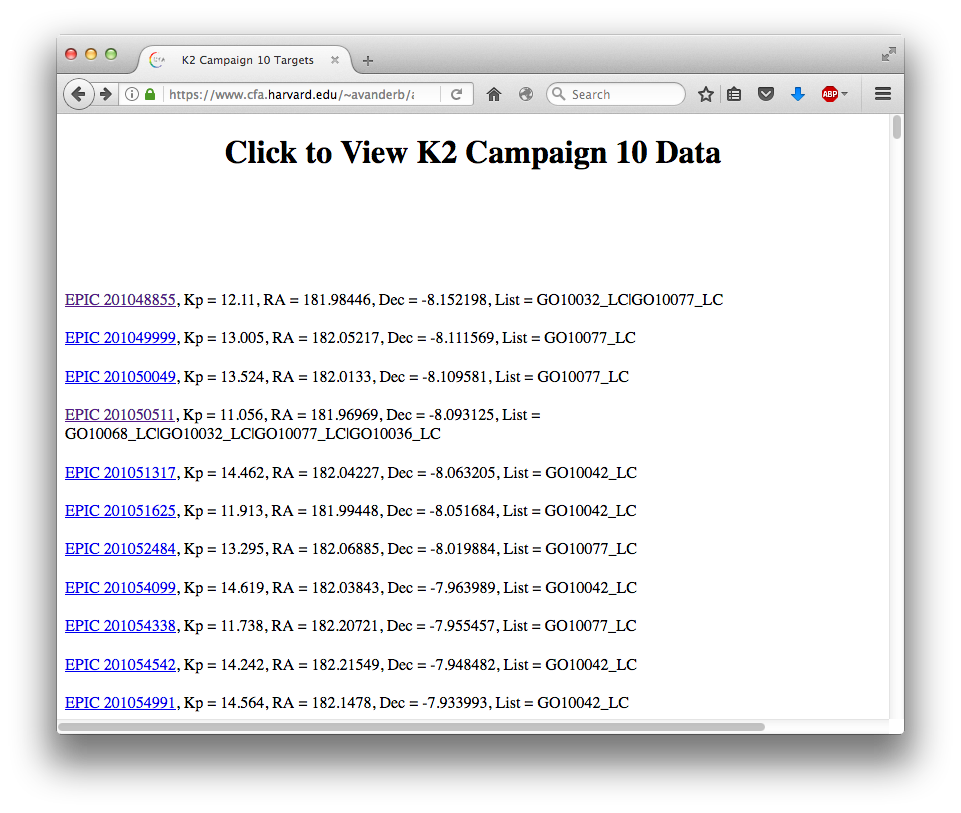 K2 Campaign 10 Targets
https://www.cfa.harvard.edu/~avanderb/
Search
ABP
Click to View K2 Campaign 10 Data
EPIC 201048855, Kp = 12.11, RA = 181.98446, Dec = -8.152198, List = GO10032_LC|GO10077_LC
EPIC 201049999, Kp = 13.005, RA = 182.05217, Dec = -8.111569, List = GO10077_LC
EPIC 201050049, Kp = 13.524, RA = 182.0133, Dec = -8.109581, List = GO10077_LC
EPIC 201050511, Kp = 11.056, RA = 181.96969, Dec = -8.093125, List =
GO10068_LC|GO10032_LC|GO10077_LC|GO10036_LC
EPIC 201051317, Kp = 14.462, RA = 182.04227, Dec = -8.063205, List = GO10042_LC
EPIC 201051625, Kp = 11.913, RA = 181.99448, Dec = -8.051684, List = GO10042_LC
EPIC 201052484, Kp = 13.295, RA = 182.06885, Dec = -8.019884, List = GO10077_LC
EPIC 201054099, Kp = 14.619, RA = 182.03843, Dec = -7.963989, List = GO10042_LC
EPIC 201054338, Kp = 11.738, RA = 182.20721, Dec = -7.955457, List = GO10077_LC
EPIC 201054542, Kp = 14.242, RA = 182.21549, Dec = -7.948482, List = GO10042_LC
EPIC 201054991, Kp = 14.564, RA = 182.1478, Dec = -7.933993, List = GO10042_LC